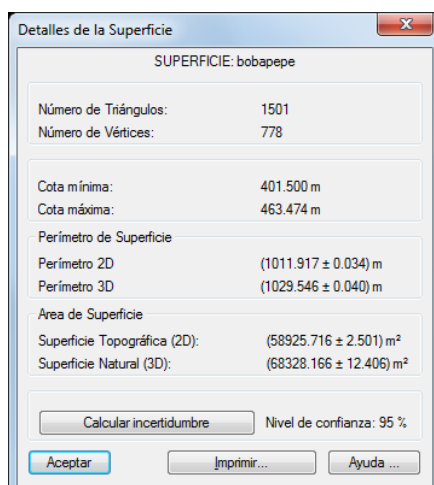 Detalles de la Superficie
SUPERFICIE: bobapepe
Número de Triángulos: 1501
Número de Vértices: 778
Cota mínima: 401.500 m
Cota máxima: 463.474 m
Perímetro de Superficie
Perímetro 2D (1011.917 ± 0.034) m
Perímetro 3D (1029.546 ± 0.040) m
Area de Superficie
Superficie Topográfica (2D): (58925.716 ± 2.501) m²
Superficie Natural (3D): (68328.166 ± 12.406) m²
Calcular incertidumbre Nivel de confianza: 95 %
Aceptar Imprimir... Ayuda ...